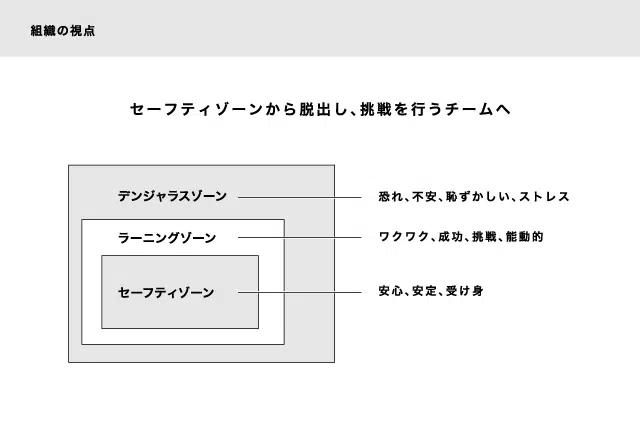 組織の視点
セーフティゾーンから脱出し、挑戦を行うチームへ
デンジャラスゾーン
恐れ、不安、恥ずかしい、ストレス
ラーニングゾーン
ワクワク、成功、挑戦、能動的
セーフティゾーン
安心、安定、受け身